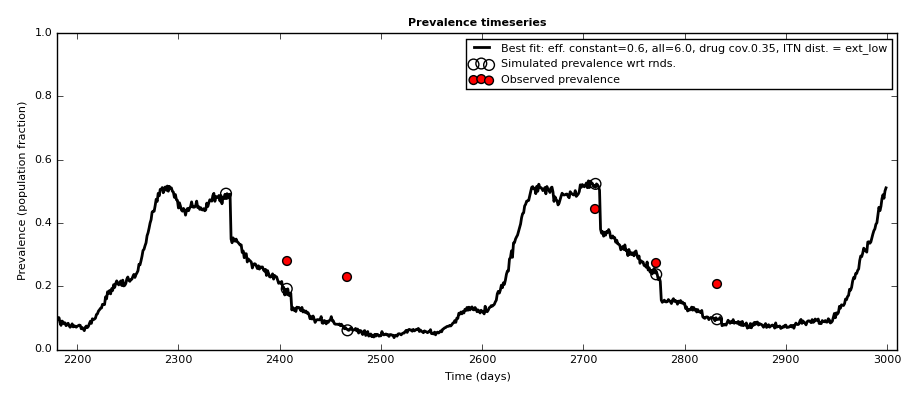 Prevalence timeseries
Best fit: eff. constant=0.6, all=6.0, drug cov.0.35, ITN dist. = ext_low
Simulated prevalence wrt rnds.
Observed prevalence
Prevalence (population fraction)
1.0
0.8
0.6
0.4
0.2
0.0
2200 2300 2400 2500 2600 2700 2800 2900 3000
Time (days)